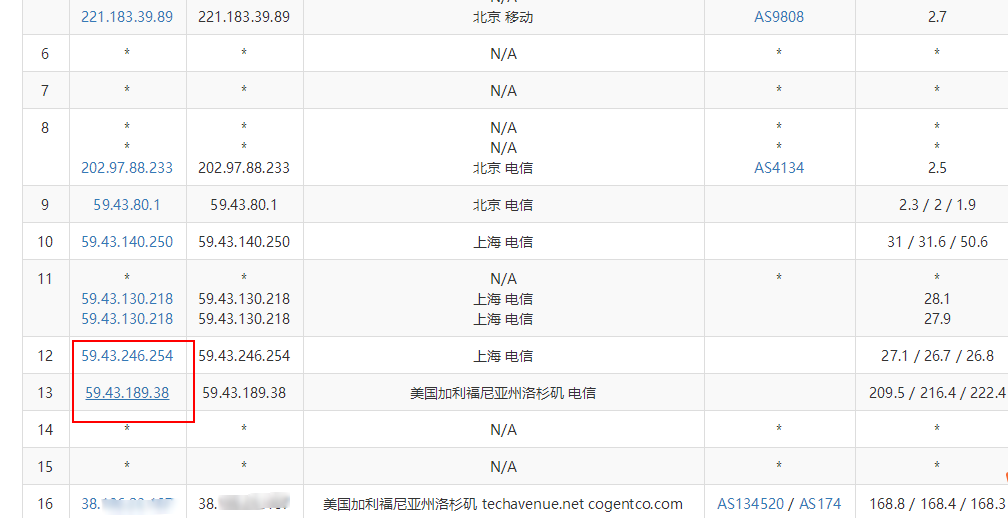 N/A
221.183.39.89 221.183.39.89 北京 移动 AS9808 2.7
6 * * N/A * *
7 * * N/A * *
8 * * N/A * *
* * N/A * *
202.97.88.233 202.97.88.233 北京 电信 AS4134 2.5
9 59.43.80.1 59.43.80.1 北京 电信 2.3 / 2 / 1.9
10 59.43.140.250 59.43.140.250 上海 电信 31 / 31.6 / 50.6
11 * * N/A * *
59.43.130.218 59.43.130.218 上海 电信 28.1
59.43.130.218 59.43.130.218 上海 电信 27.9
12 59.43.246.254 59.43.246.254 上海 电信 27.1 / 26.7 / 26.8
13 59.43.189.38 59.43.189.38 美国加利福尼亚州洛杉矶 电信 209.5 / 216.4 / 222.4
14 * * N/A * *
15 * * N/A * *
16 38. 38. 美国加利福尼亚州洛杉矶 techavenue.net cogentco.com AS134520 / AS174 168.8 / 168.4 / 168.3